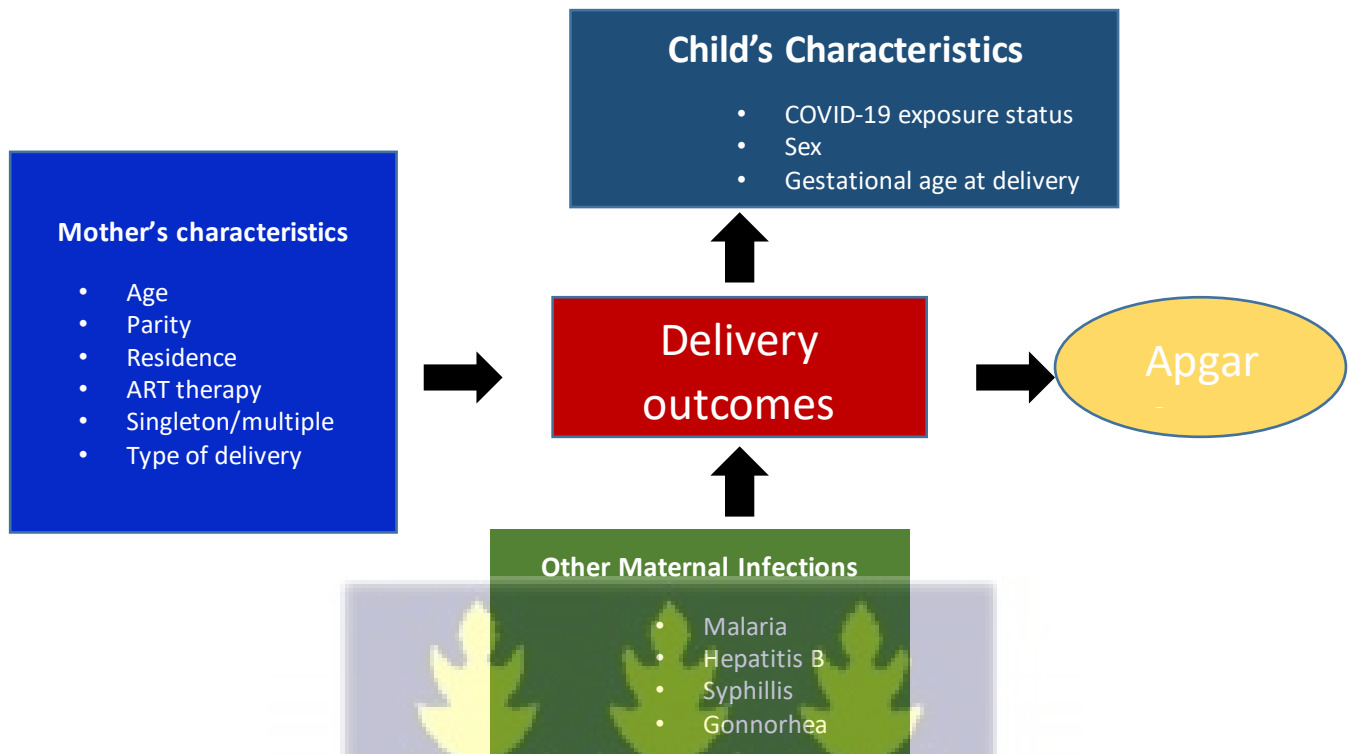 Child's Characteristics
• COVID-19 exposure status
• Sex
• Gestational age at delivery
Mother's characteristics
• Age
• Parity
• Residence
• ART therapy
• Singleton/multiple
• Type of delivery
Delivery
outcomes
Apgar
Other Maternal Infections
• Malaria
• Hepatitis B
• Syphillis
• Gonnorhea